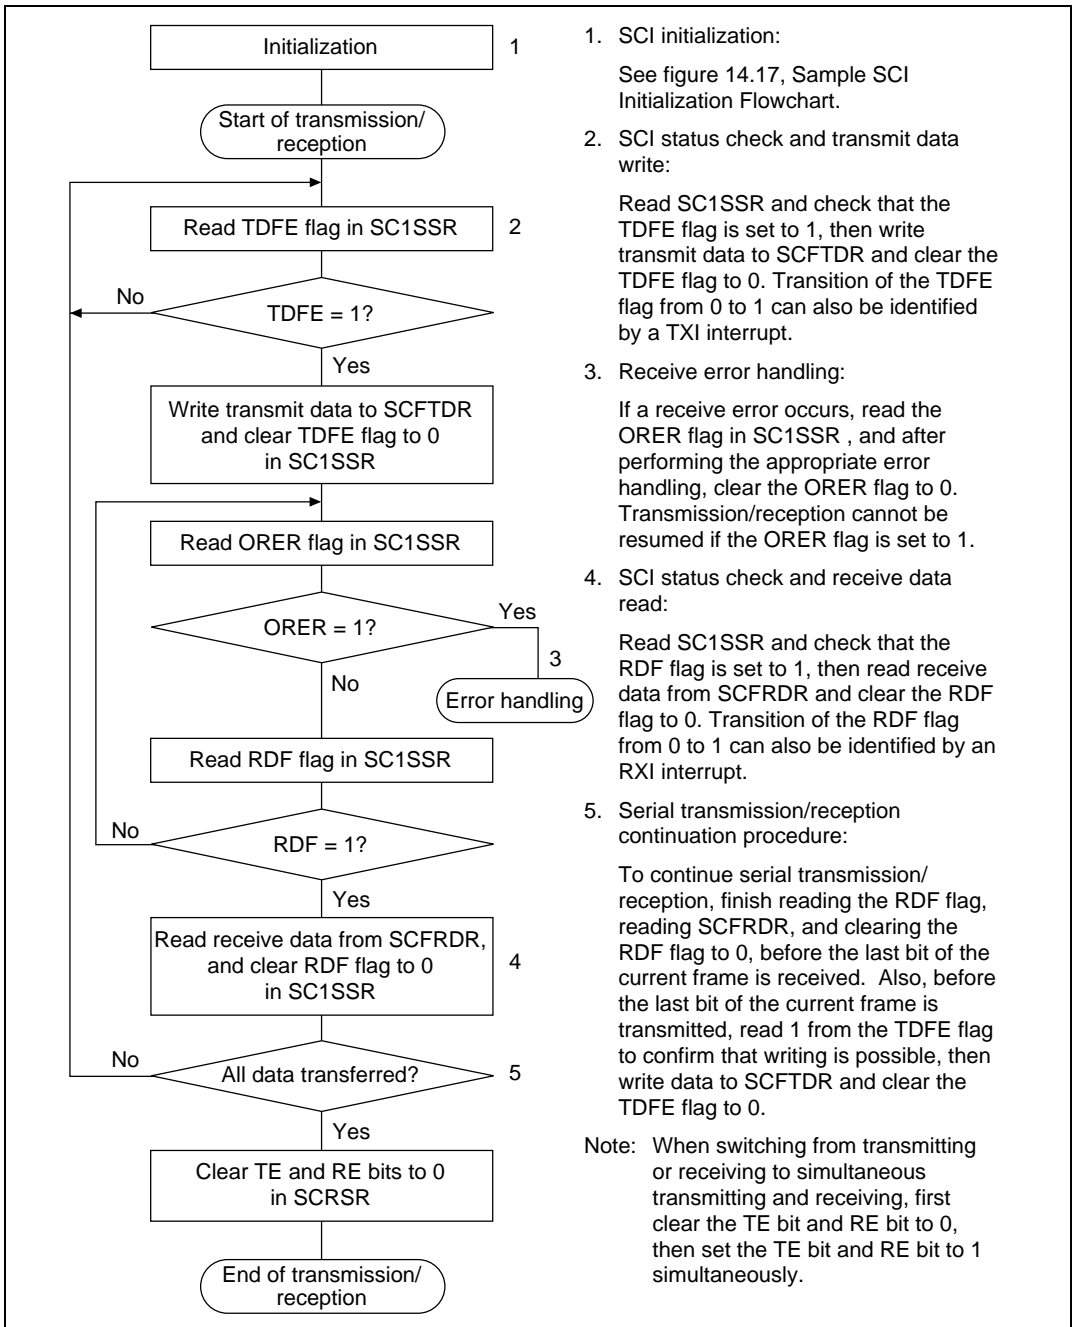 Initialization
1
Start of transmission/
reception
Read TDFE flag in SC1SSR
2
TDFE = 1?
No
Yes
Write transmit data to SCFTDR
and clear TDFE flag to 0
in SC1SSR
Read ORER flag in SC1SSR
ORER = 1?
Yes
3
Error handling
No
Read RDF flag in SC1SSR
No
RDF = 1?
Yes
Read receive data from SCFRDR,
and clear RDF flag to 0
in SC1SSR
4
No
All data transferred?
5
Yes
Clear TE and RE bits to 0
in SCRSR
End of transmission/
reception
1. SCI initialization:
See figure 14.17, Sample SCI
Initialization Flowchart.
2. SCI status check and transmit data
write:
Read SC1SSR and check that the
TDFE flag is set to 1, then write
transmit data to SCFTDR and clear the
TDFE flag to 0. Transition of the TDFE
flag from 0 to 1 can also be identified
by a TXI interrupt.
3. Receive error handling:
If a receive error occurs, read the
ORER flag in SC1SSR , and after
performing the appropriate error
handling, clear the ORER flag to 0.
Transmission/reception cannot be
resumed if the ORER flag is set to 1.
4. SCI status check and receive data
read:
Read SC1SSR and check that the
RDF flag is set to 1, then read receive
data from SCFRDR and clear the RDF
flag to 0. Transition of the RDF flag
from 0 to 1 can also be identified by an
RXI interrupt.
5. Serial transmission/reception
continuation procedure:
To continue serial transmission/
reception, finish reading the RDF flag,
reading SCFRDR, and clearing the
RDF flag to 0, before the last bit of the
current frame is received. Also, before
the last bit of the current frame is
transmitted, read 1 from the TDFE flag
to confirm that writing is possible, then
write data to SCFTDR and clear the
TDFE flag to 0.
Note: When switching from transmitting
or receiving to simultaneous
transmitting and receiving, first
clear the TE bit and RE bit to 0,
then set the TE bit and RE bit to 1
simultaneously.